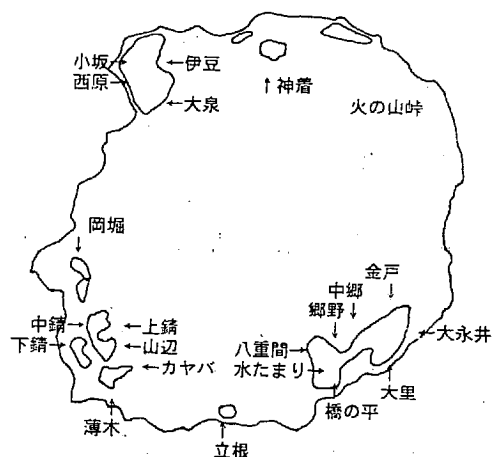 小坂→
←伊豆
西原
←大泉
↑神着
火の山峠
岡堀
↓
中錆→
←上錆
下錆→
←山辺
←カヤバ
↑
薄木
↑
立根
金戸
↓
中郷
↓
郷野
↓
八重間→
水たまり→
←大永井
↑
大里
橋の平